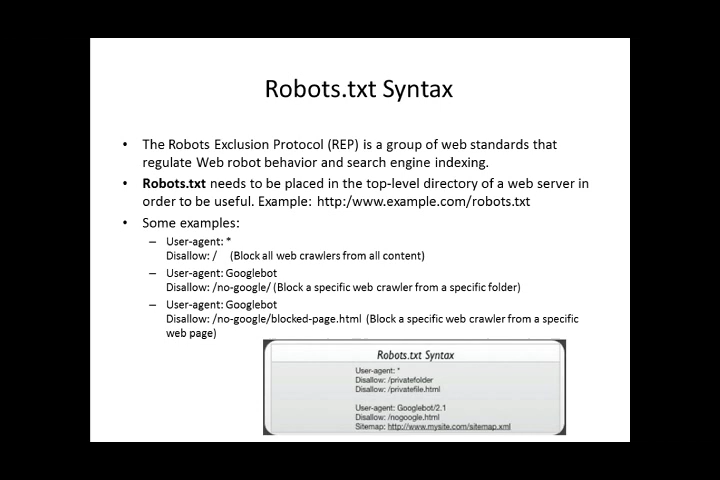 Robots.txt Syntax
• The Robots Exclusion Protocol (REP) is a group of web standards that
regulate Web robot behavior and search engine indexing.
• Robots.txt needs to be placed in the top-level directory of a web server in
order to be useful. Example: http:/www.example.com/robots.txt
• Some examples:
– User-agent: *
Disallow: / (Block all web crawlers from all content)
– User-agent: Googlebot
Disallow: /no-google/ (Block a specific web crawler from a specific folder)
– User-agent: Googlebot
Disallow: /no-google/blocked-page.html (Block a specific web crawler from a specific
web page)
Robots.txt Syntax
User-agent: *
Disallow: /privatefolder
Disallow: /privatefile.html
User-agent: Googlebot/2.1
Disallow: /nogoogle.html
Sitemap: http://www.mysite.com/sitemap.xml